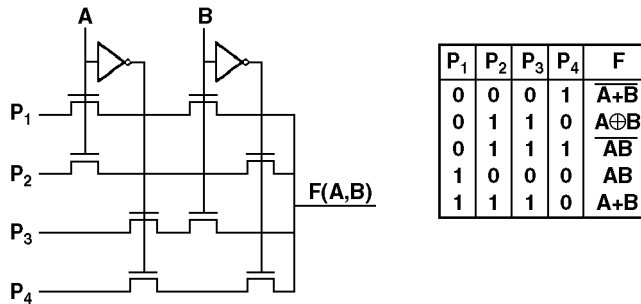 A
B
P₁
P₂
P₃
P₄
F(A,B)
P₁ P₂ P₃ P₄ F
0 0 0 1 A̅+̅B̅
0 1 1 0 A⊕B
0 1 1 1 A̅B̅
1 0 0 0 AB
1 1 1 0 A+B